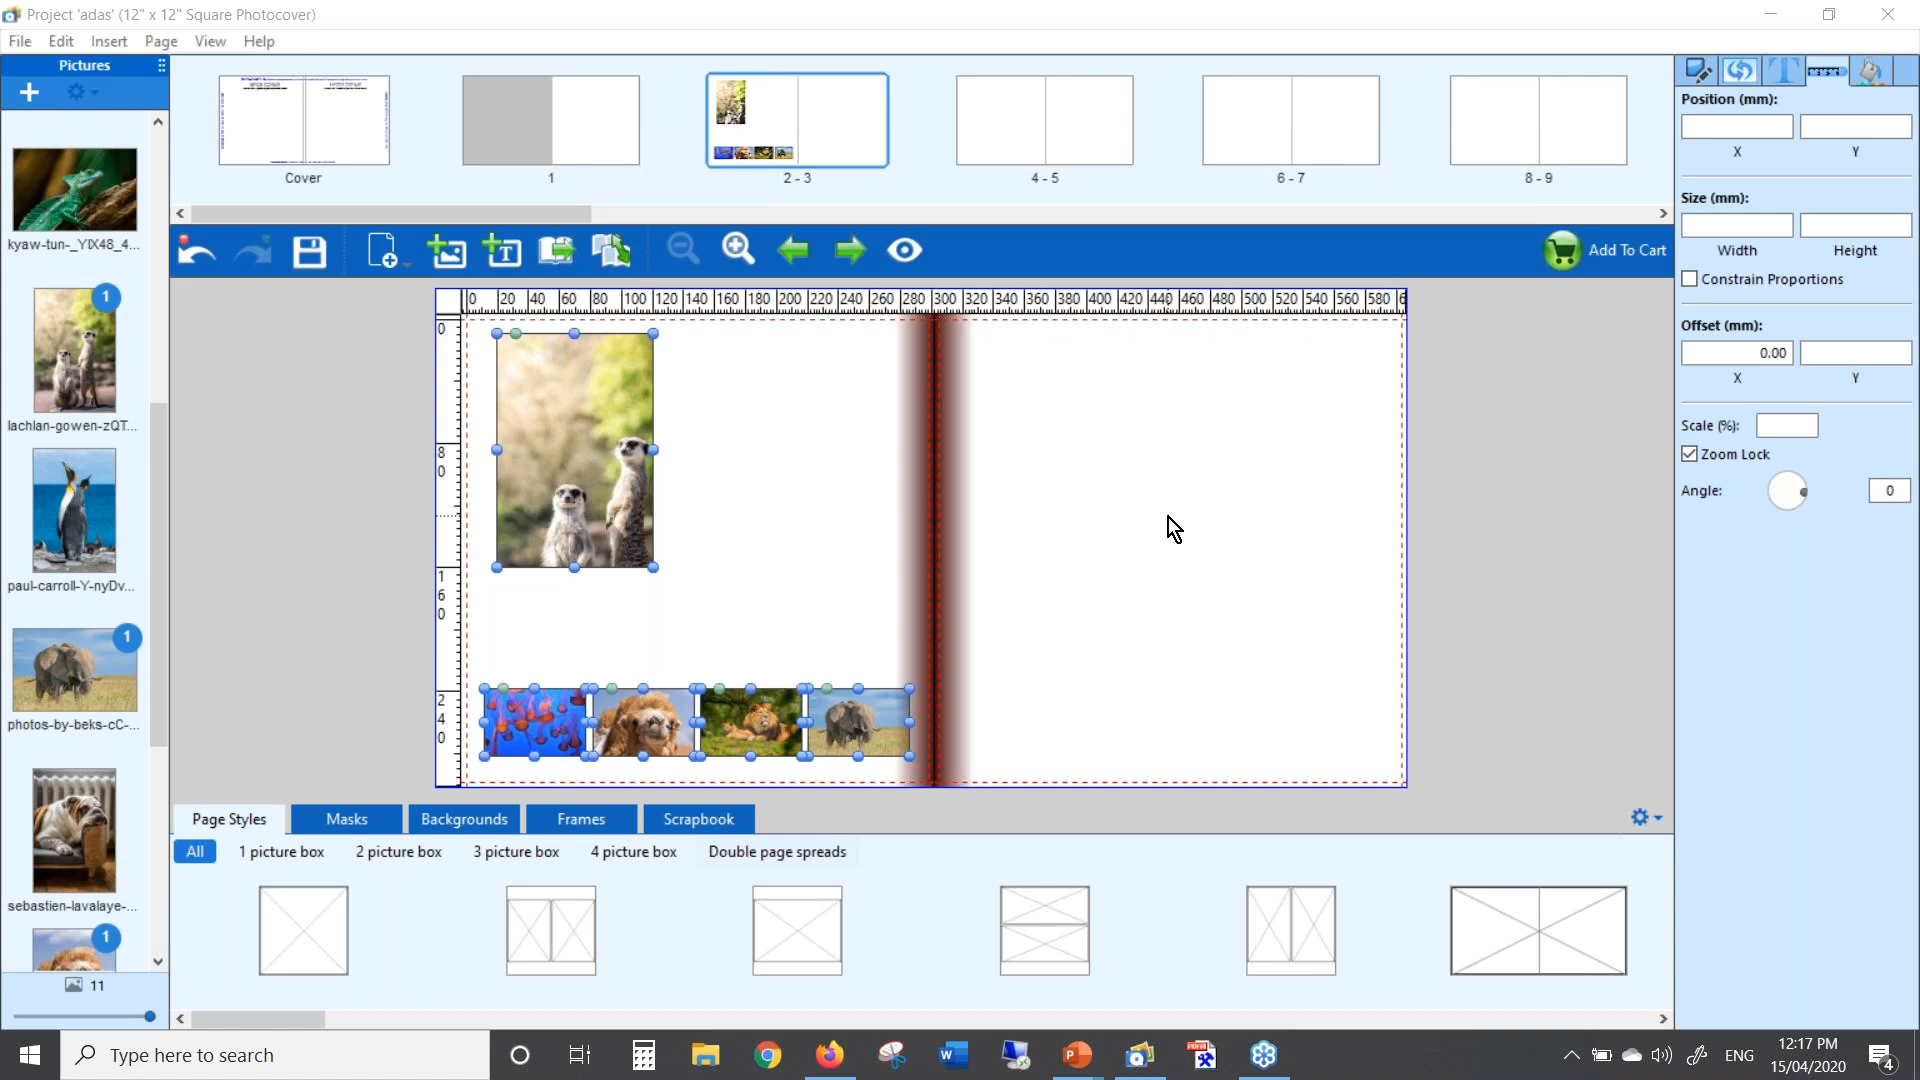 Project 'adas' (12" x 12" Square Photocover)
File Edit Insert Page View Help
Pictures
kyaw-tun-_YIX48_4...
1
lachlan-gowen-zQT...
paul-carroll-Y-nyDv...
1
photos-by-beks-cC-...
sebastien-lavalaye-...
1
11
Cover
1
2 - 3
4 - 5
6 - 7
8 - 9
Add To Cart
0 20 40 60 80 100 120 140 160 180 200 220 240 260 280 300 320 340 360 380 400 420 440 460 480 500 520 540 560 580 6
0
80
160
240
Page Styles Masks Backgrounds Frames Scrapbook
All 1 picture box 2 picture box 3 picture box 4 picture box Double page spreads
Position (mm):
X Y
Size (mm):
Width Height
Constrain Proportions
Offset (mm):
0.00
X Y
Scale (%):
Zoom Lock
Angle: 0
Type here to search
ENG
12:17 PM
15/04/2020
4